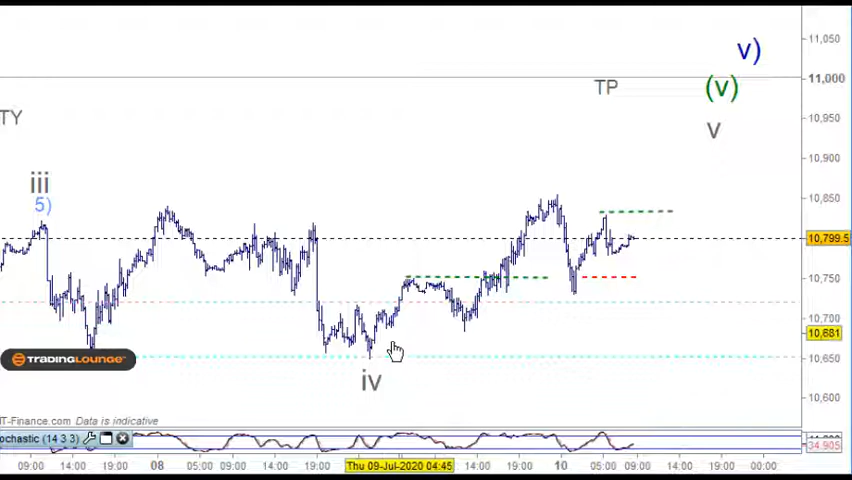 11,050
v)
11,000
TP
(v)
TY
10,950
v
10,900
iii
5)
10,850
10,799.5
10,750
10,700
10,681
TRADINGLOUNGE
10,650
iv
10,600
IT-Finance.com Data is indicative
ochastic (14 3 3)
34.905
09:00 14:00 19:00 08 05:00 09:00 14:00 19:00 Thu 09-Jul-2020 04:45 14:00 19:00 10 05:00 09:00 14:00 19:00 00:00